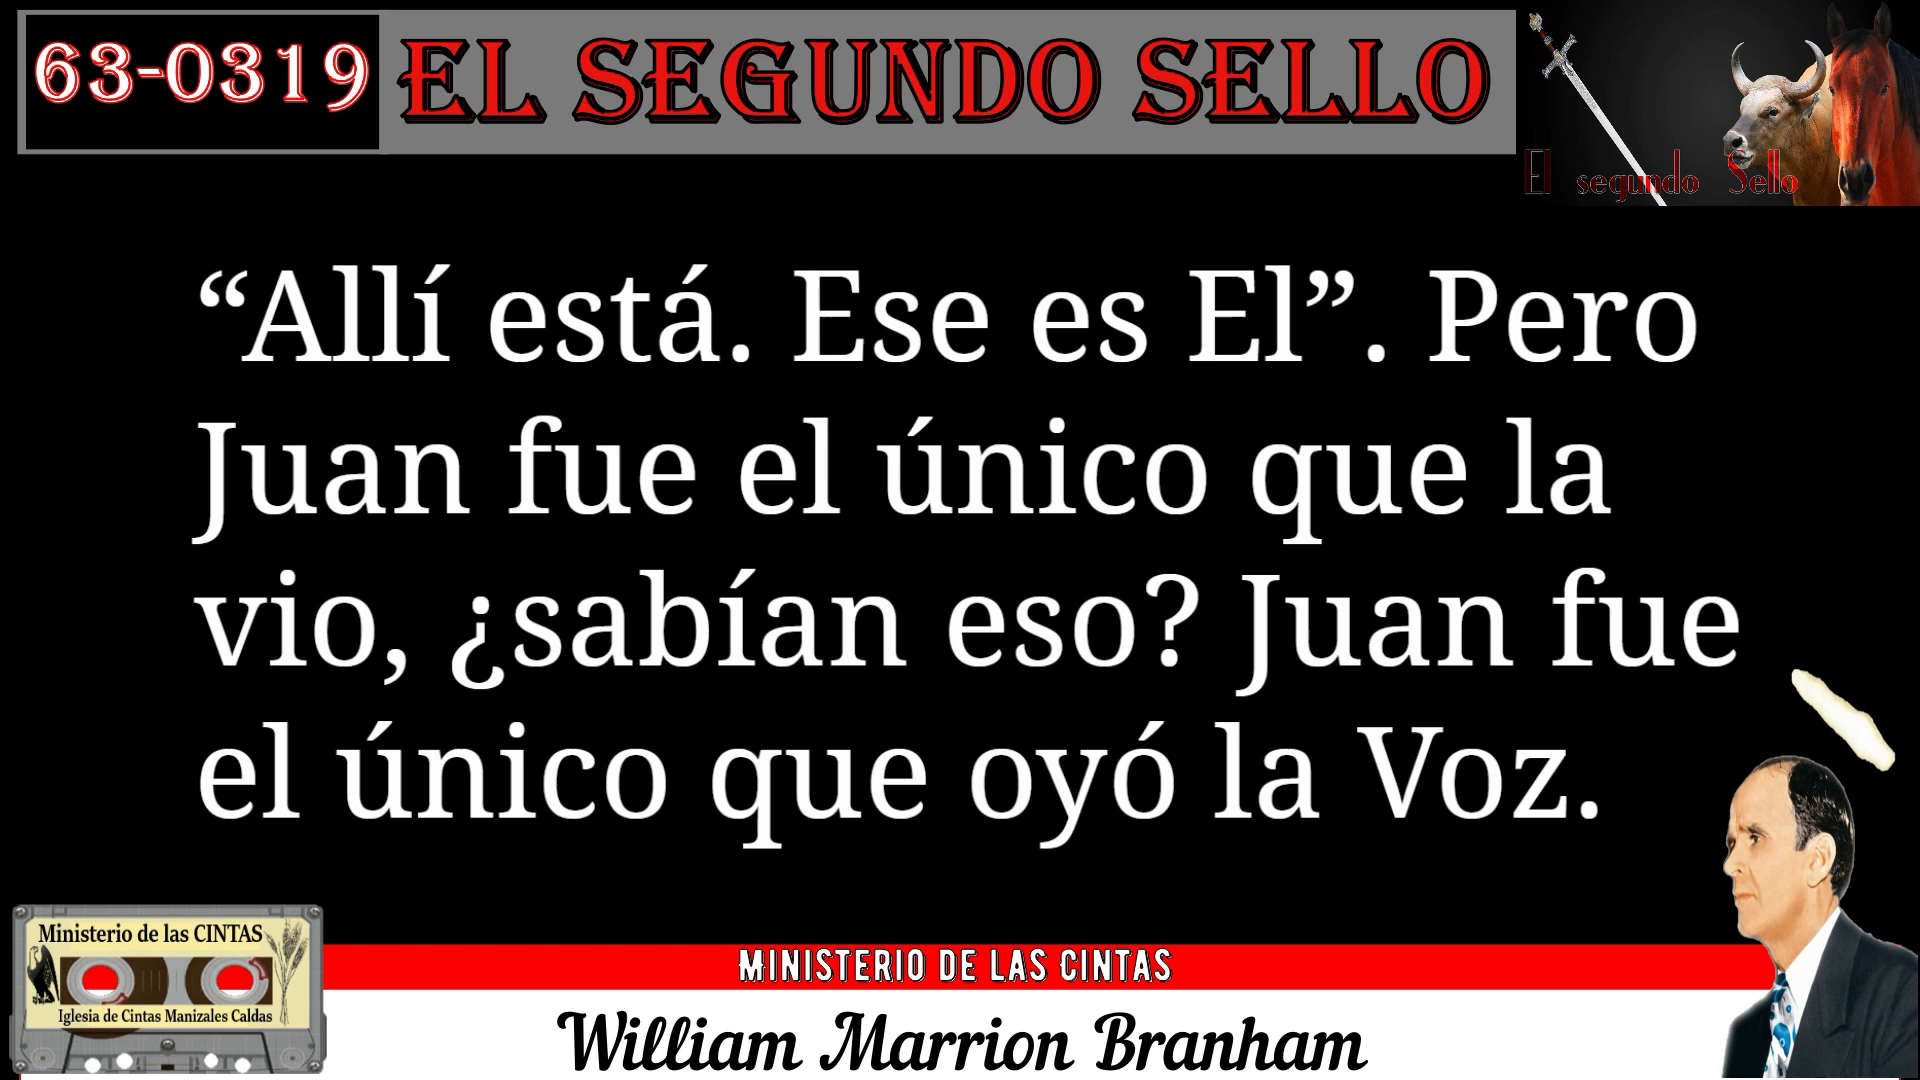 63-0319
EL SEGUNDO SELLO
El segundo Sello
“Allí está. Ese es El”. Pero
Juan fue el único que la
vio, ¿sabían eso? Juan fue
el único que oyó la Voz.
Ministerio de las CINTAS
Iglesia de Cintas Manizales Caldas
MINISTERIO DE LAS CINTAS
William Marrion Branham